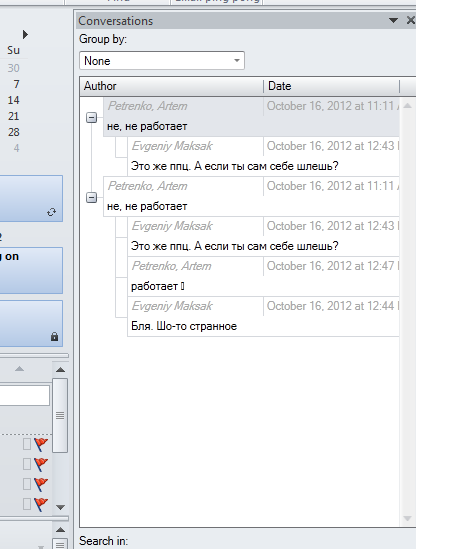 Conversations
Group by:
None
Author Date
Petrenko, Artem October 16, 2012 at 11:11
не, не работает
Evgeniy Maksak October 16, 2012 at 12:43
Это же ппц. А если ты сам себе шлешь?
Petrenko, Artem October 16, 2012 at 11:11
не, не работает
Evgeniy Maksak October 16, 2012 at 12:43
Это же ппц. А если ты сам себе шлешь?
Petrenko, Artem October 16, 2012 at 12:47
работает
Evgeniy Maksak October 16, 2012 at 12:44
Бля. Шо-то странное
Search in:
Su
30
7
14
21
28
4
g on